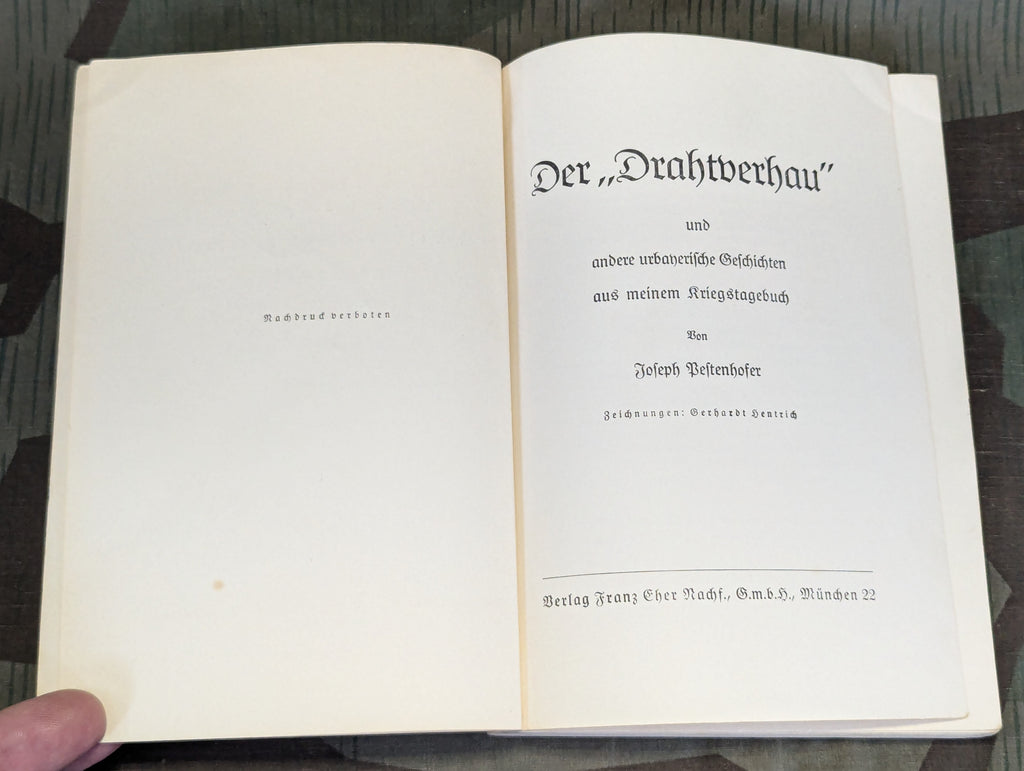 Nachdruck verboten
Der „Drahtverhau”
und
andere urbayerische Geschichten
aus meinem Kriegstagebuch
Von
Joseph Pestenhofer
Zeichnungen: Gerhardt Hentrich
Verlag Franz Eher Nachf., G.m.b.H., München 22